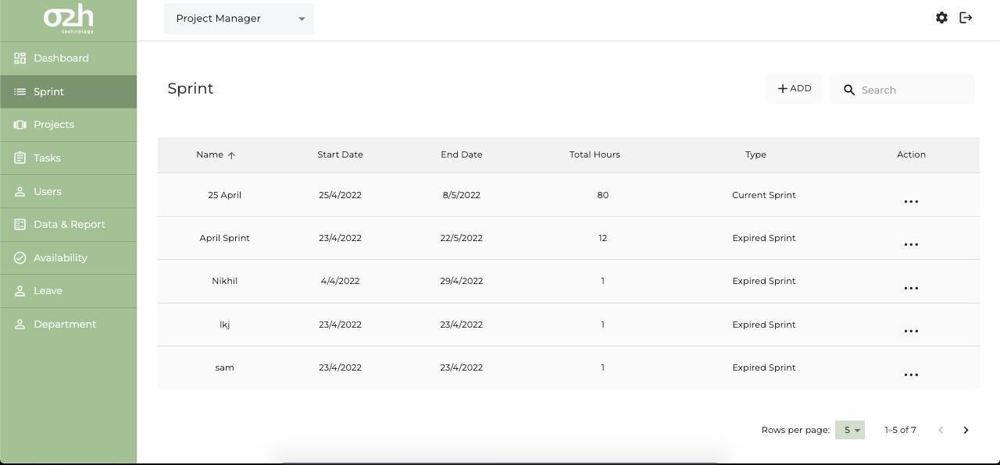 o2h
technology
Project Manager
Dashboard
Sprint
Projects
Tasks
Users
Data & Report
Availability
Leave
Department
Sprint
ADD
Search
Name Start Date End Date Total Hours Type Action
25 April 25/4/2022 8/5/2022 80 Current Sprint ...
April Sprint 23/4/2022 22/5/2022 12 Expired Sprint ...
Nikhil 4/4/2022 29/4/2022 1 Expired Sprint ...
lkj 23/4/2022 23/4/2022 1 Expired Sprint ...
sam 23/4/2022 23/4/2022 1 Expired Sprint ...
Rows per page: 5 1–5 of 7